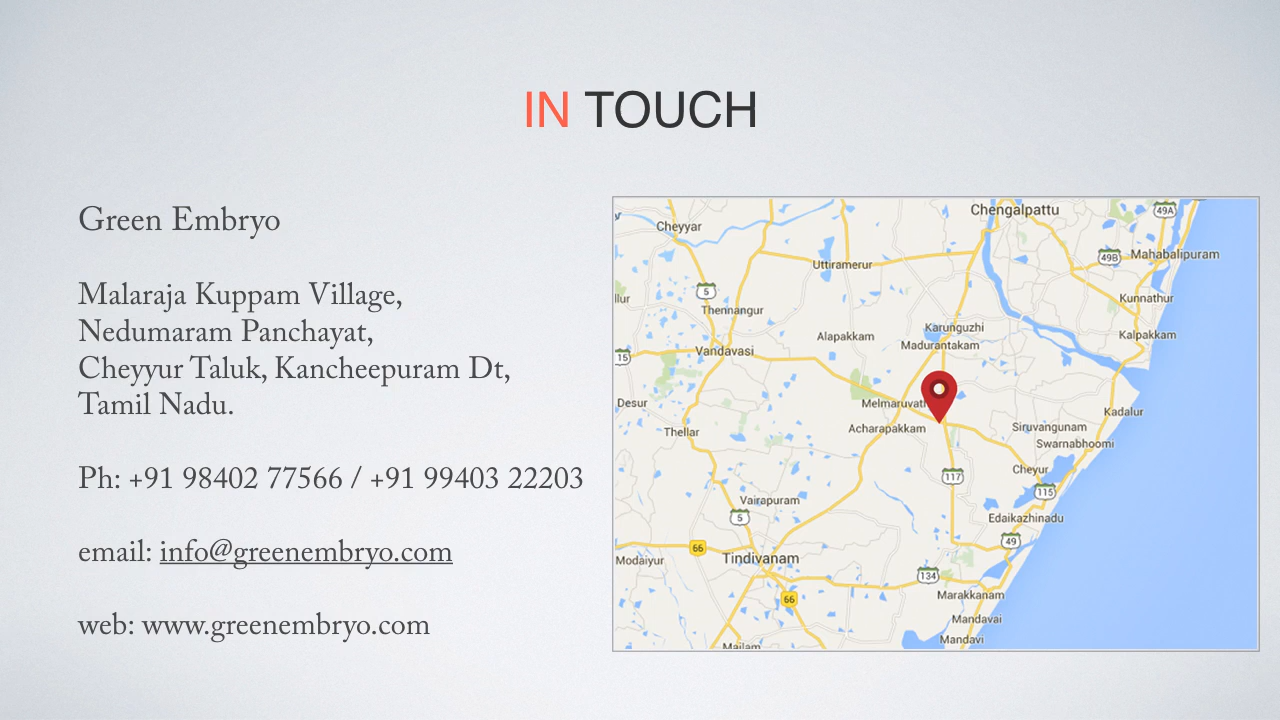 IN TOUCH
Green Embryo
Malaraja Kuppam Village,
Nedumaram Panchayat,
Cheyyur Taluk, Kancheepuram Dt,
Tamil Nadu.
Ph: +91 98402 77566 / +91 99403 22203
email: info@greenembryo.com
web: www.greenembryo.com
Chengalpattu
49A
Cheyyar
49B
Mahabalipuram
Uttiramerur
5
Kunnathur
Thennangur
Karunguzhi
Alapakkam
Madurantakam
Kalpakkam
15
Vandavasi
Desur
Melmaruvat
Kadalur
Thellar
Acharapakkam
Siruvangunam
Swarnabhoomi
Cheyur
117
115
Vairapuram
5
Edaikazhinadu
66
49
Modaiyur
Tindivanam
134
66
Marakkanam
Mandavai
Mandavi
Mailam